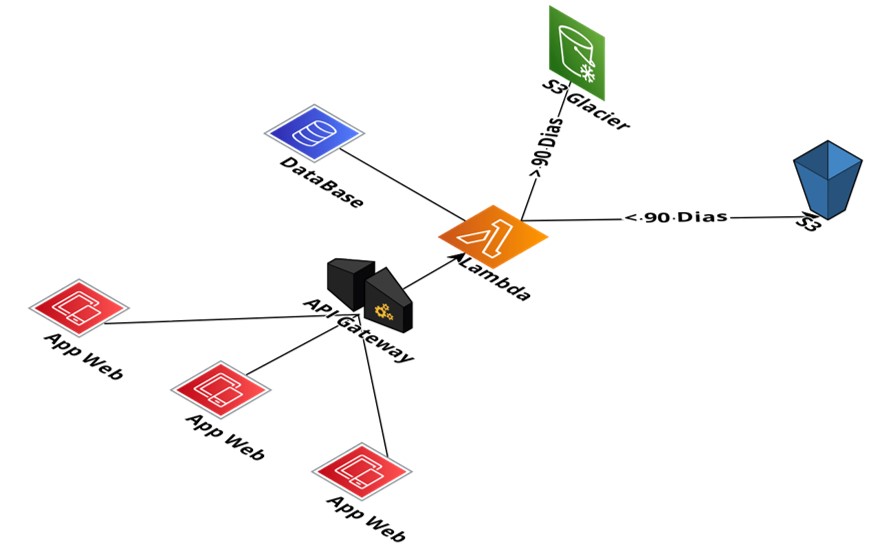 S3 Glacier
> 90 Dias
DataBase
< 90 Dias
S3
Lambda
API Gateway
App Web
App Web
App Web